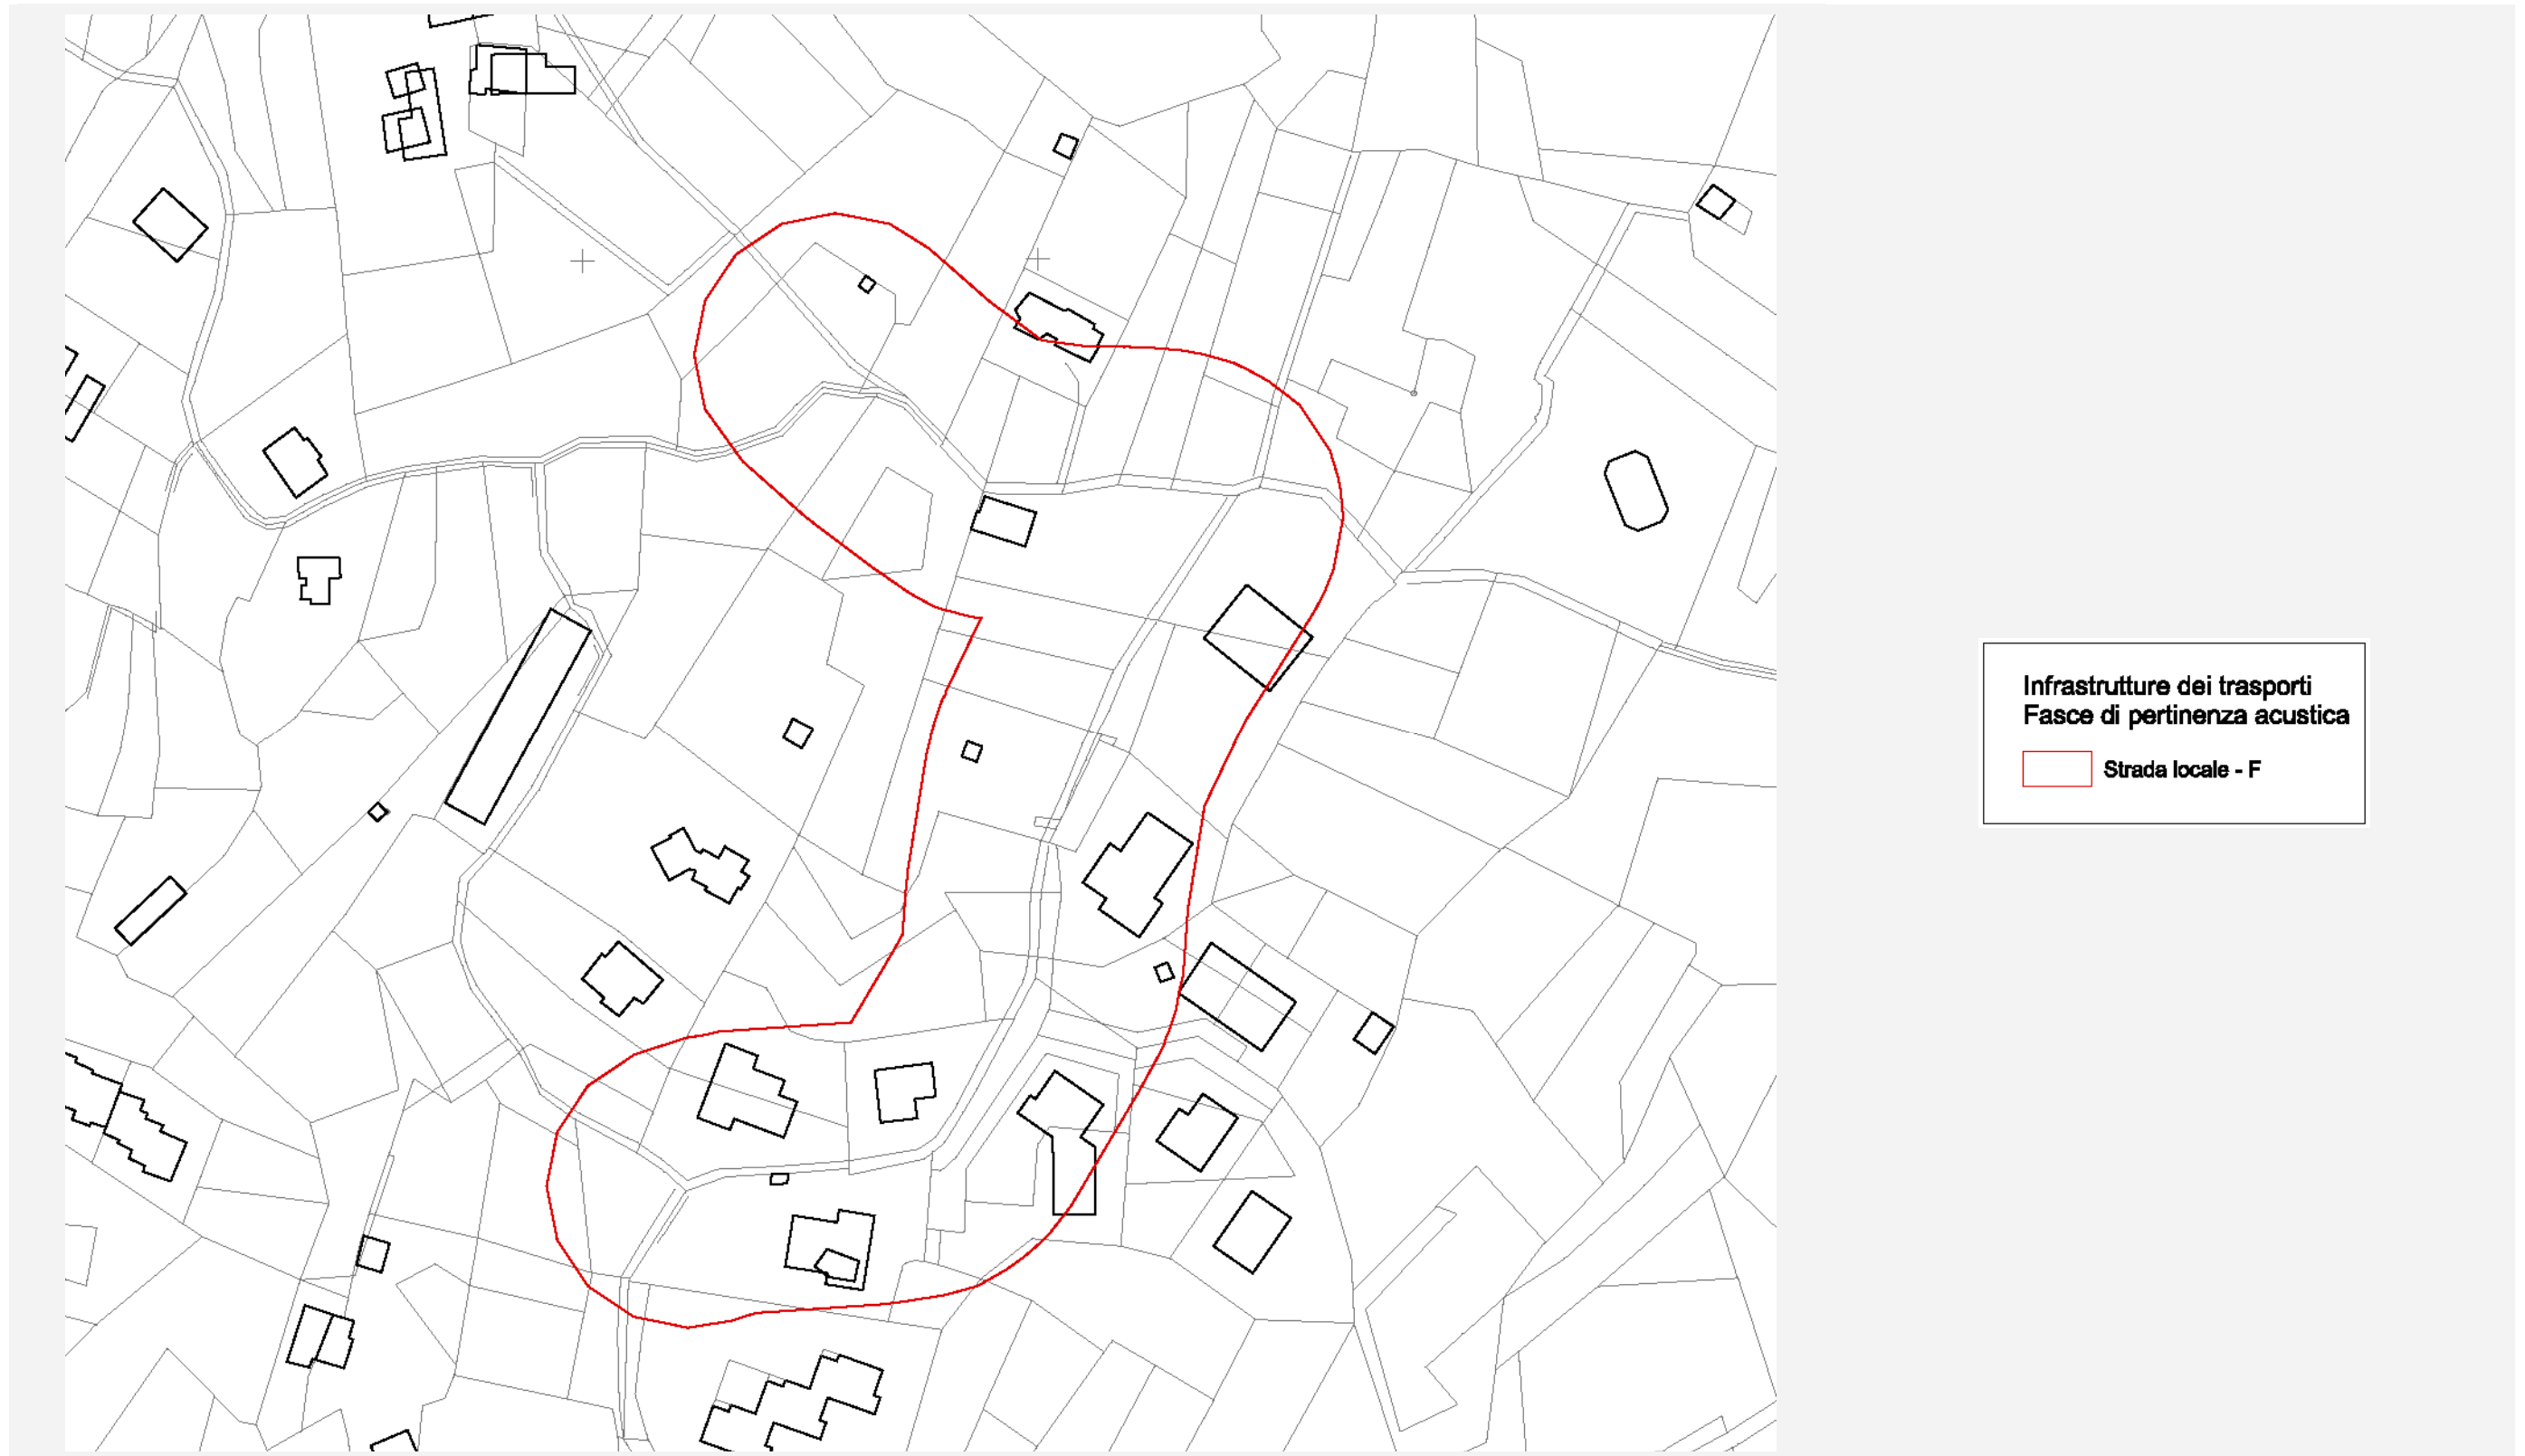 Infrastrutture dei trasporti
Fasce di pertinenza acustica
Strada locale - F